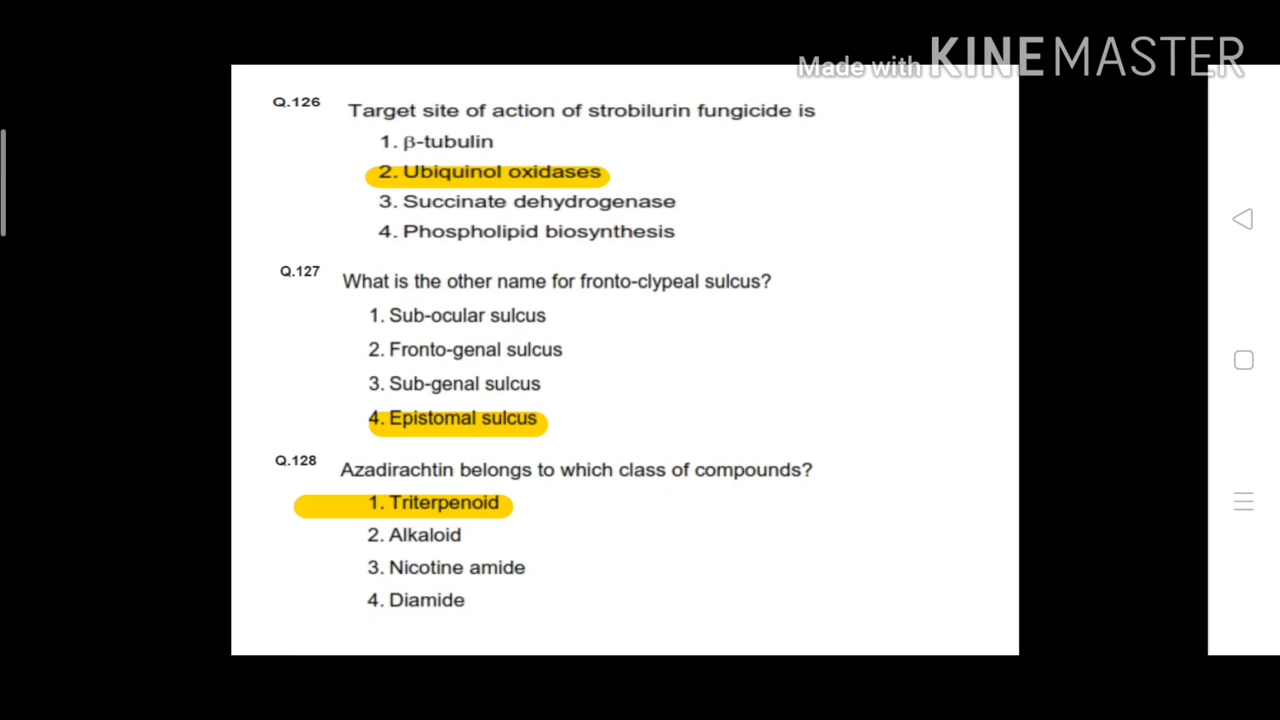 Made with KINEMASTER
Q.126 Target site of action of strobilurin fungicide is
1. β-tubulin
2. Ubiquinol oxidases
3. Succinate dehydrogenase
4. Phospholipid biosynthesis
Q.127 What is the other name for fronto-clypeal sulcus?
1. Sub-ocular sulcus
2. Fronto-genal sulcus
3. Sub-genal sulcus
4. Epistomal sulcus
Q.128 Azadirachtin belongs to which class of compounds?
1. Triterpenoid
2. Alkaloid
3. Nicotine amide
4. Diamide